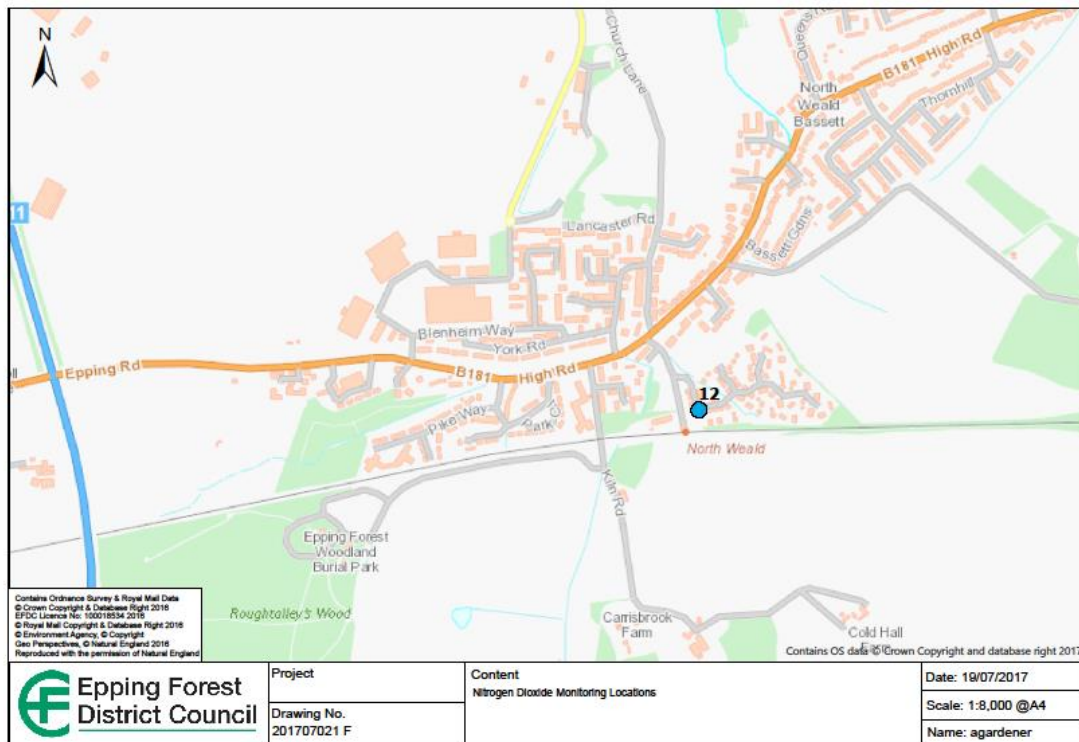 N
Church Lane
Queens Rd
B181 High Rd
North
Weald
Bassett
Thornhill
11
Lancaster Rd
Bassett Gdns
Blenheim Way
York Rd
Epping Rd
B181 High Rd
12
Pike Way
Park Cl
North Weald
Kiln Rd
Epping Forest
Woodland
Burial Park
Roughtalley's Wood
Carrisbrook
Farm
Cold Hall
Farm
Contains Ordnance Survey & Royal Mail Data
© Crown Copyright & Database Right 2016
EFDC Licence No: 100018534 2016
© Royal Mail Copyright & Database Right 2016
© Environment Agency, © Copyright
Geo Perspectives, © Natural England 2016
Reproduced with the permission of Natural England
Contains OS data © Crown Copyright and database right 2017
Epping Forest
District Council
Project
Drawing No.
201707021 F
Content
Nitrogen Dioxide Monitoring Locations
Date: 19/07/2017
Scale: 1:8,000 @A4
Name: agardener